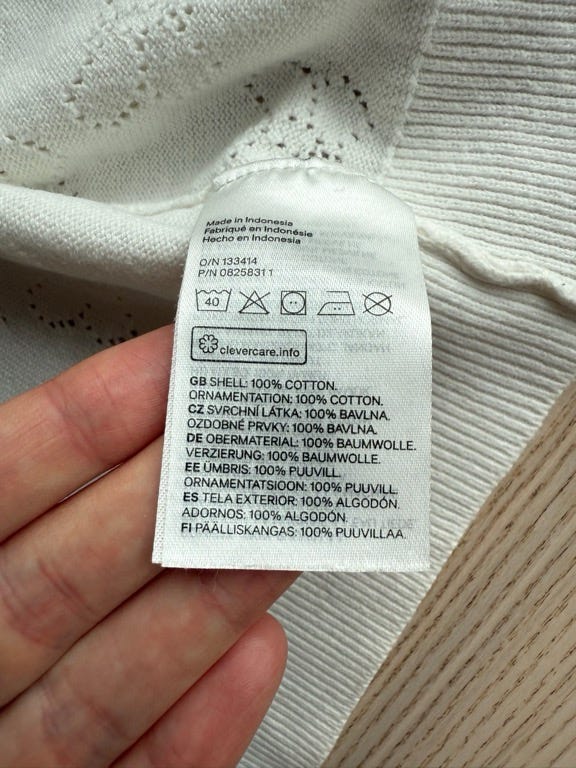 Made in Indonesia
Fabriqué en Indonésie
Hecho en Indonesia
O/N 133414
P/N 08258311
40
clevercare.info
GB SHELL: 100% COTTON.
ORNAMENTATION: 100% COTTON.
CZ SVRCHNÍ LÁTKA: 100% BAVLNA.
OZDOBNÉ PRVKY: 100% BAVLNA.
DE OBERMATERIAL: 100% BAUMWOLLE.
VERZIERUNG: 100% BAUMWOLLE.
EE ÜMBRIS: 100% PUUVILL.
ORNAMENTATSIOON: 100% PUUVILL.
ES TELA EXTERIOR: 100% ALGODÓN.
ADORNOS: 100% ALGODÓN.
FI PÄÄLLISKANGAS: 100% PUUVILLAA.